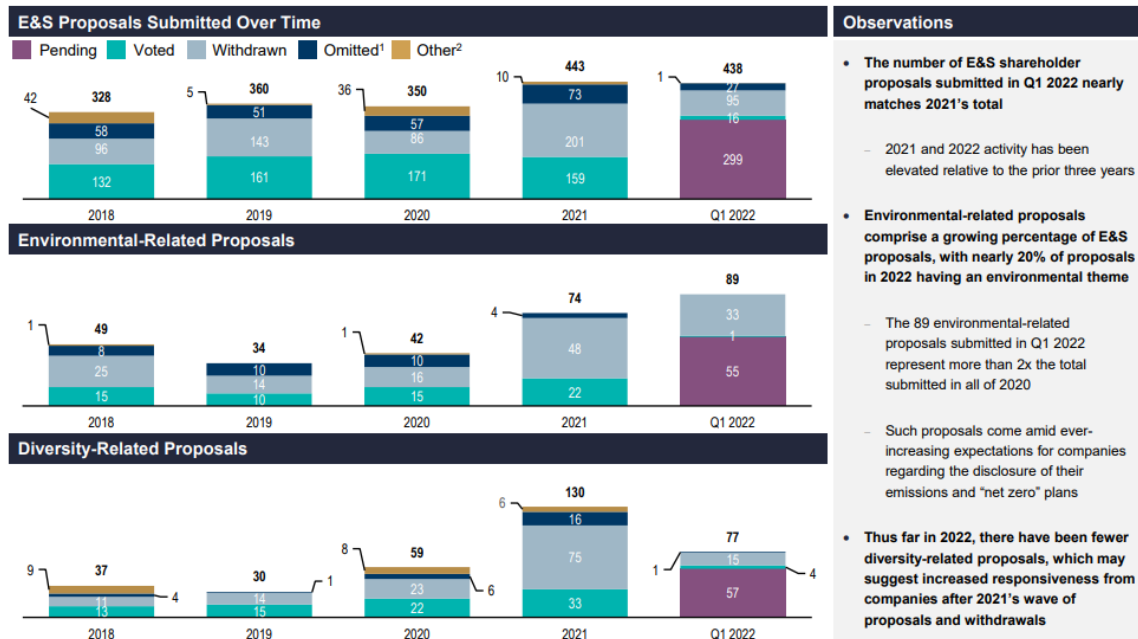 E&S Proposals Submitted Over Time
Pending Voted Withdrawn Omitted¹ Other²
42 328 5 360 36 350 10 443 1 438
58 51 57 73 27
96 143 86 201 95
16
132 161 171 159 299
2018 2019 2020 2021 Q1 2022
Environmental-Related Proposals
1 49 34 1 42 4 74 89
8 10 10 33
25 14 16 48 1
15 10 15 22 55
2018 2019 2020 2021 Q1 2022
Diversity-Related Proposals
9 37 30 8 59 6 130 77
4 1 6 16 1 15 4
11 14 23 75
13 15 22 33 57
2018 2019 2020 2021 Q1 2022
Observations
• The number of E&S shareholder
proposals submitted in Q1 2022 nearly
matches 2021’s total
– 2021 and 2022 activity has been
elevated relative to the prior three years
• Environmental-related proposals
comprise a growing percentage of E&S
proposals, with nearly 20% of proposals
in 2022 having an environmental theme
– The 89 environmental-related
proposals submitted in Q1 2022
represent more than 2x the total
submitted in all of 2020
– Such proposals come amid ever-
increasing expectations for companies
regarding the disclosure of their
emissions and “net zero” plans
• Thus far in 2022, there have been fewer
diversity-related proposals, which may
suggest increased responsiveness from
companies after 2021’s wave of
proposals and withdrawals